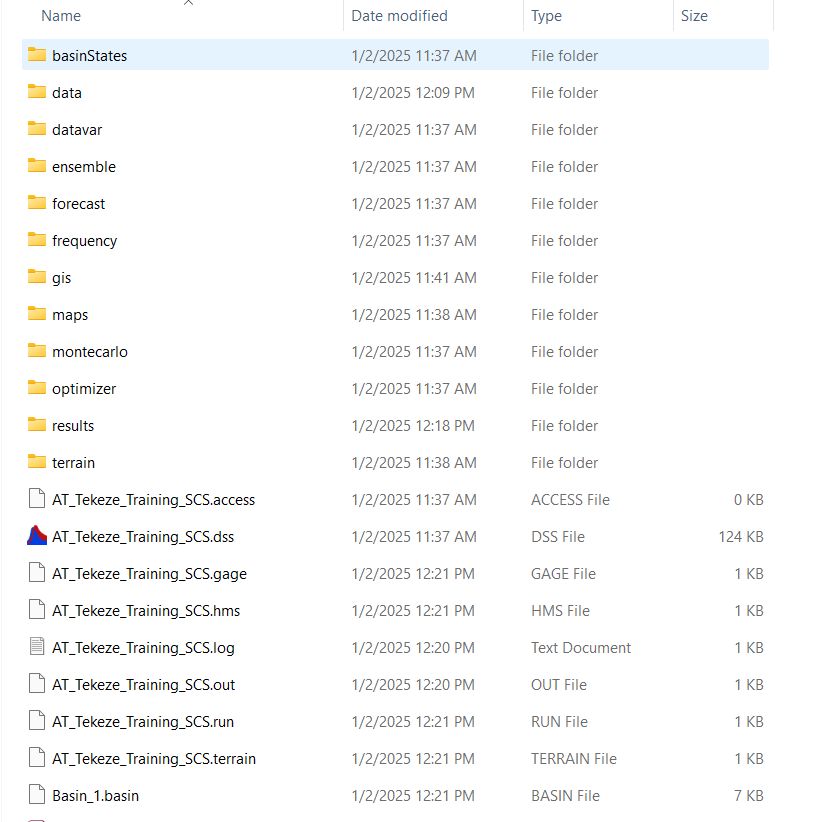 Name Date modified Type Size
basinStates 1/2/2025 11:37 AM File folder
data 1/2/2025 12:09 PM File folder
datavar 1/2/2025 11:37 AM File folder
ensemble 1/2/2025 11:37 AM File folder
forecast 1/2/2025 11:37 AM File folder
frequency 1/2/2025 11:37 AM File folder
gis 1/2/2025 11:41 AM File folder
maps 1/2/2025 11:38 AM File folder
montecarlo 1/2/2025 11:37 AM File folder
optimizer 1/2/2025 11:37 AM File folder
results 1/2/2025 12:18 PM File folder
terrain 1/2/2025 11:38 AM File folder
AT_Tekeze_Training_SCS.access 1/2/2025 11:37 AM ACCESS File 0 KB
AT_Tekeze_Training_SCS.dss 1/2/2025 11:37 AM DSS File 124 KB
AT_Tekeze_Training_SCS.gage 1/2/2025 12:21 PM GAGE File 1 KB
AT_Tekeze_Training_SCS.hms 1/2/2025 12:21 PM HMS File 1 KB
AT_Tekeze_Training_SCS.log 1/2/2025 12:20 PM Text Document 1 KB
AT_Tekeze_Training_SCS.out 1/2/2025 12:20 PM OUT File 1 KB
AT_Tekeze_Training_SCS.run 1/2/2025 12:21 PM RUN File 1 KB
AT_Tekeze_Training_SCS.terrain 1/2/2025 12:21 PM TERRAIN File 1 KB
Basin_1.basin 1/2/2025 12:21 PM BASIN File 7 KB